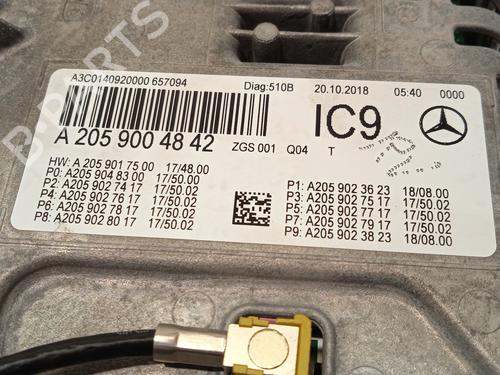 A3C0140920000 657094 Diag:510B 20.10.2018 05:40 0000
A 205 900 48 42 ZGS 001 Q04 T IC9
HW: A 205 901 75 00 17/48.00
P0: A205 904 83 00 17/50.00
P2: A205 902 74 17 17/50.02
P4: A205 902 76 17 17/50.02
P6: A205 902 78 17 17/50.02
P8: A205 902 80 17 17/50.02
P1: A205 902 36 23 18/08.00
P3: A205 902 75 17 17/50.02
P5: A205 902 77 17 17/50.02
P7: A205 902 79 17 17/50.02
P9: A205 902 38 23 18/08.00
B-PARTS